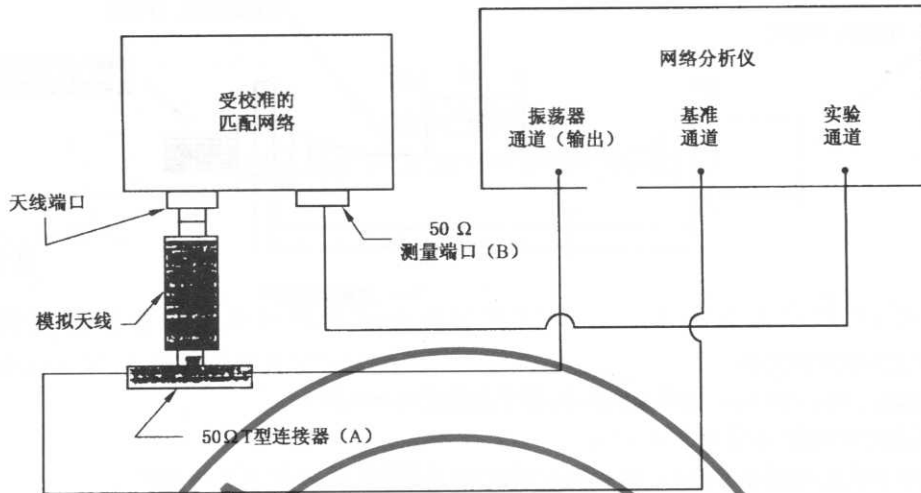 受校准的
匹配网络
网络分析仪
振荡器
通道（输出）
基准
通道
实验
通道
天线端口
50 Ω
测量端口（B）
模拟天线
50Ω T型连接器（A）